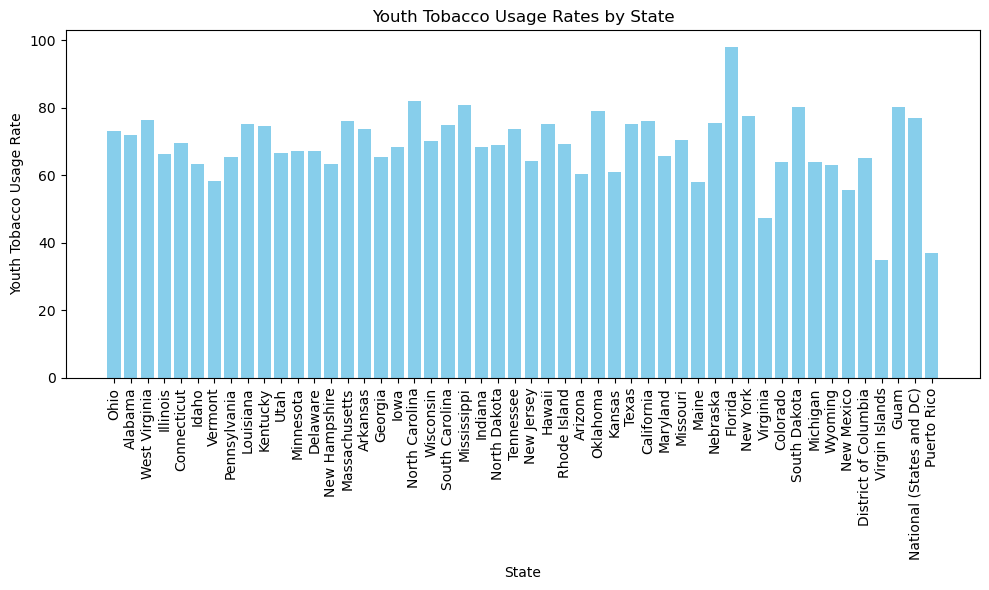 Youth Tobacco Usage Rates by State
Youth Tobacco Usage Rate
100
80
60
40
20
0
Ohio
Alabama
West Virginia
Illinois
Connecticut
Idaho
Vermont
Pennsylvania
Louisiana
Kentucky
Utah
Minnesota
Delaware
New Hampshire
Massachusetts
Arkansas
Georgia
Iowa
North Carolina
Wisconsin
South Carolina
Mississippi
Indiana
North Dakota
Tennessee
New Jersey
Hawaii
Rhode Island
Arizona
Oklahoma
Kansas
Texas
California
Maryland
Missouri
Maine
Nebraska
Florida
New York
Virginia
Colorado
South Dakota
Michigan
Wyoming
New Mexico
District of Columbia
Virgin Islands
Guam
National (States and DC)
Puerto Rico
State